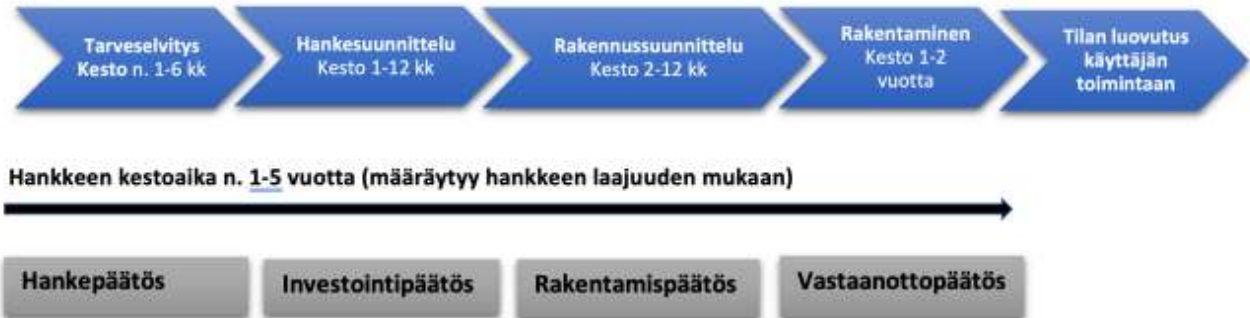 Tarveselvitys
Kesto n. 1-6 kk
Hankesuunnittelu
Kesto 1-12 kk
Rakennussuunnittelu
Kesto 2-12 kk
Rakentaminen
Kesto 1-2
vuotta
Tilan luovutus
käyttäjän
toimintaan
Hankkeen kestoaika n. 1-5 vuotta (määräytyy hankkeen laajuuden mukaan)
Hankepäätös
Investointipäätös
Rakentamispäätös
Vastaanottopäätös